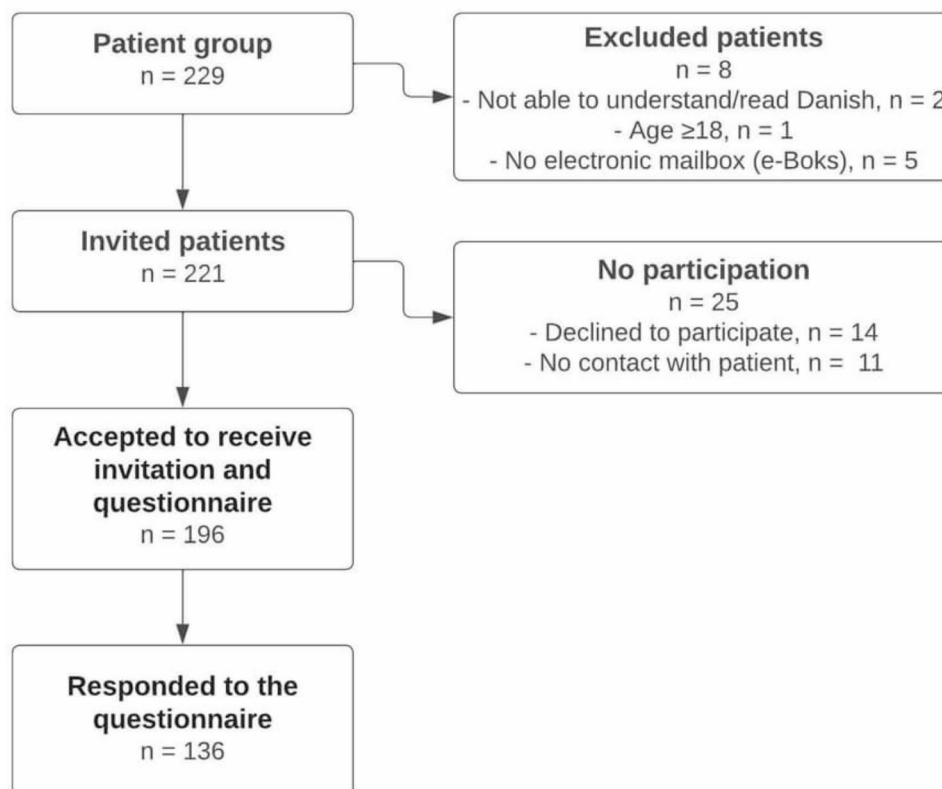 Patient group
n = 229
Excluded patients
n = 8
- Not able to understand/read Danish, n = 2
- Age ≥18, n = 1
- No electronic mailbox (e-Boks), n = 5
Invited patients
n = 221
No participation
n = 25
- Declined to participate, n = 14
- No contact with patient, n = 11
Accepted to receive
invitation and
questionnaire
n = 196
Responded to the
questionnaire
n = 136